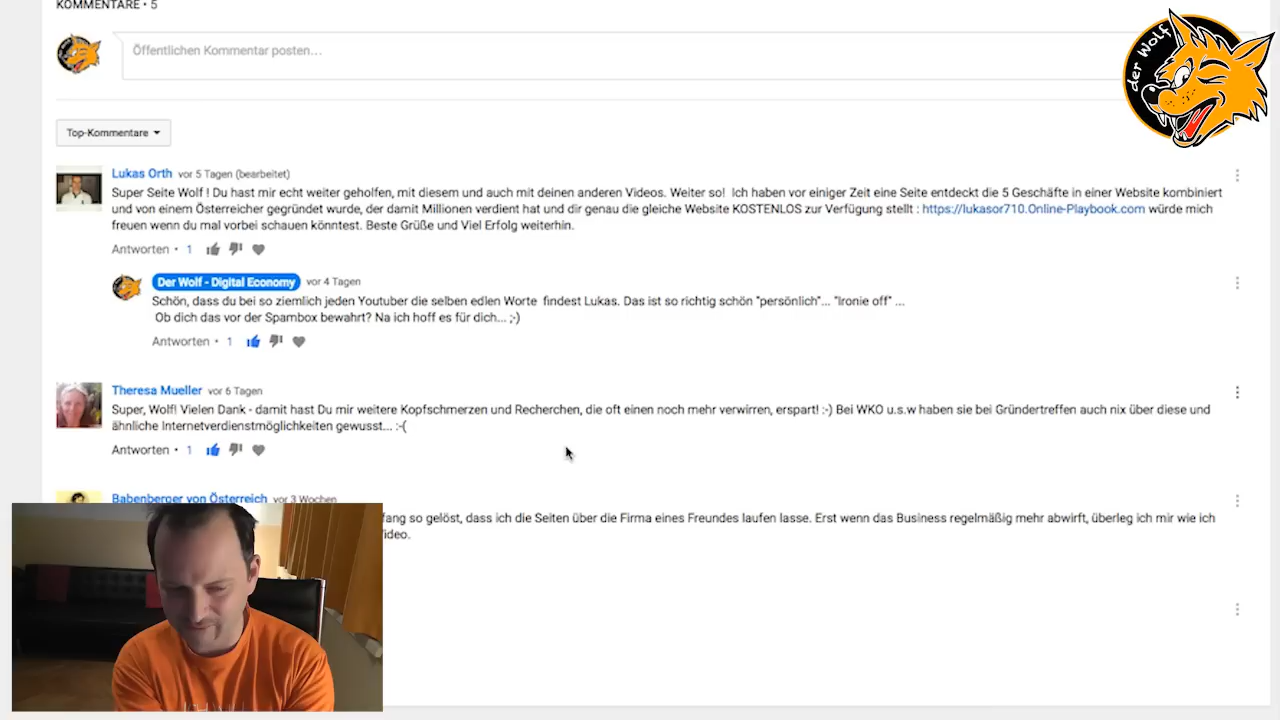 KOMMENTARE • 5
Öffentlichen Kommentar posten...
der Wolf
Top-Kommentare
Lukas Orth vor 5 Tagen (bearbeitet)
Super Seite Wolf ! Du hast mir echt weiter geholfen, mit diesem und auch mit deinen anderen Videos. Weiter so! Ich haben vor einiger Zeit eine Seite entdeckt die 5 Geschäfte in einer Website kombiniert
und von einem Österreicher gegründet wurde, der damit Millionen verdient hat und dir genau die gleiche Website KOSTENLOS zur Verfügung stellt : https://lukasor710.Online-Playbook.com würde mich
freuen wenn du mal vorbei schauen könntest. Beste Grüße und Viel Erfolg weiterhin.
Antworten • 1
Der Wolf - Digital Economy vor 4 Tagen
Schön, dass du bei so ziemlich jeden Youtuber die selben edlen Worte findest Lukas. Das ist so richtig schön "persönlich"... "Ironie off" ...
Ob dich das vor der Spambox bewahrt? Na ich hoff es für dich... ;-)
Antworten • 1
Theresa Mueller vor 6 Tagen
Super, Wolf! Vielen Dank - damit hast Du mir weitere Kopfschmerzen und Recherchen, die oft einen noch mehr verwirren, erspart! :-) Bei WKO u.s.w haben sie bei Gründertreffen auch nix über diese und
ähnliche Internetverdienstmöglichkeiten gewusst... :-(
Antworten • 1
Babenberger von Österreich vor 3 Wochen
fang so gelöst, dass ich die Seiten über die Firma eines Freundes laufen lasse. Erst wenn das Business regelmäßig mehr abwirft, überleg ich mir wie ich
ideo.